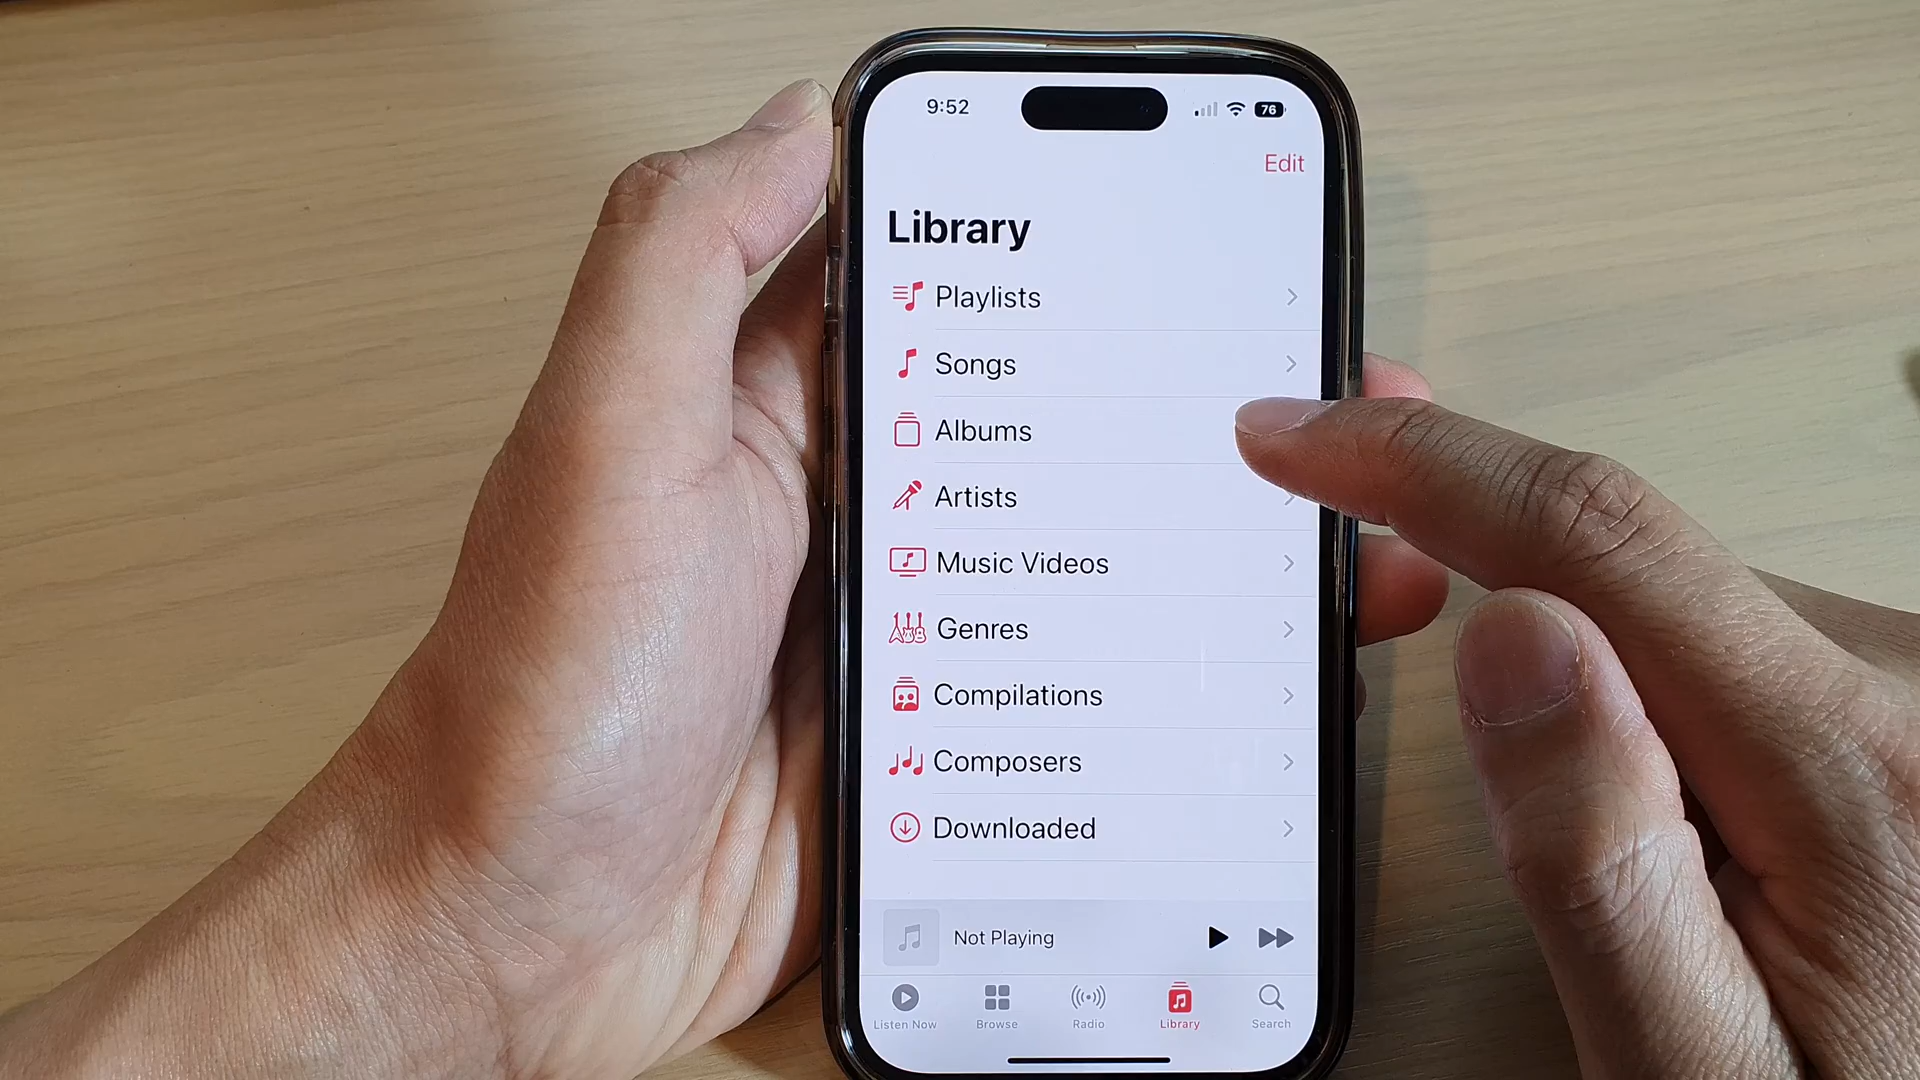 9:52
76
Edit
Library
Playlists
Songs
Albums
Artists
Music Videos
Genres
Compilations
Composers
Downloaded
Not Playing
Listen Now Browse Radio Library Search